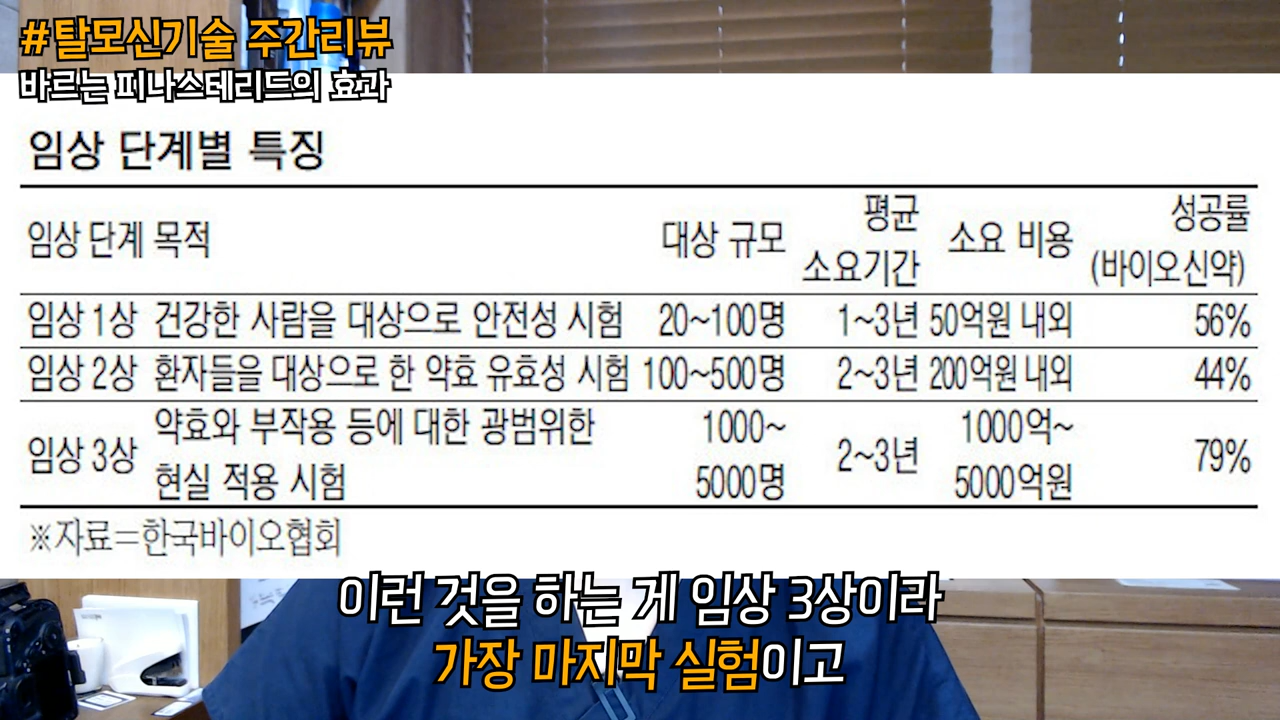 #탈모신기술 주간리뷰
바르는 피나스테리드의 효과
임상 단계별 특징
임상 단계 목적 대상 규모 평균 소요기간 소요 비용 성공률 (바이오신약)
임상 1상 건강한 사람을 대상으로 안전성 시험 20~100명 1~3년 50억원 내외 56%
임상 2상 환자들을 대상으로 한 약효 유효성 시험 100~500명 2~3년 200억원 내외 44%
임상 3상 약효와 부작용 등에 대한 광범위한 현실 적용 시험 1000~5000명 2~3년 1000억~5000억원 79%
※자료=한국바이오협회
이런 것을 하는 게 임상 3상이라
가장 마지막 실험이고